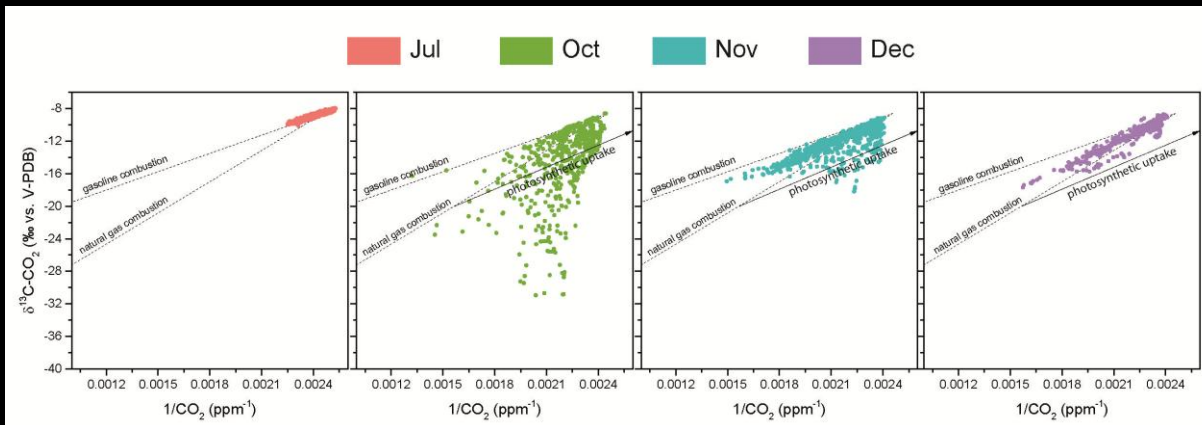 Jul Oct Nov Dec
δ¹³C-CO₂ (‰ vs. V-PDB)
-8
-12
-16
-20
-24
-28
-32
-36
-40
gasoline combustion
natural gas combustion
gasoline combustion
natural gas combustion
photosynthetic uptake
gasoline combustion
natural gas combustion
photosynthetic uptake
gasoline combustion
natural gas combustion
photosynthetic uptake
0.0012 0.0015 0.0018 0.0021 0.0024
0.0012 0.0015 0.0018 0.0021 0.0024
0.0012 0.0015 0.0018 0.0021 0.0024
0.0012 0.0015 0.0018 0.0021 0.0024
1/CO₂ (ppm⁻¹)
1/CO₂ (ppm⁻¹)
1/CO₂ (ppm⁻¹)
1/CO₂ (ppm⁻¹)